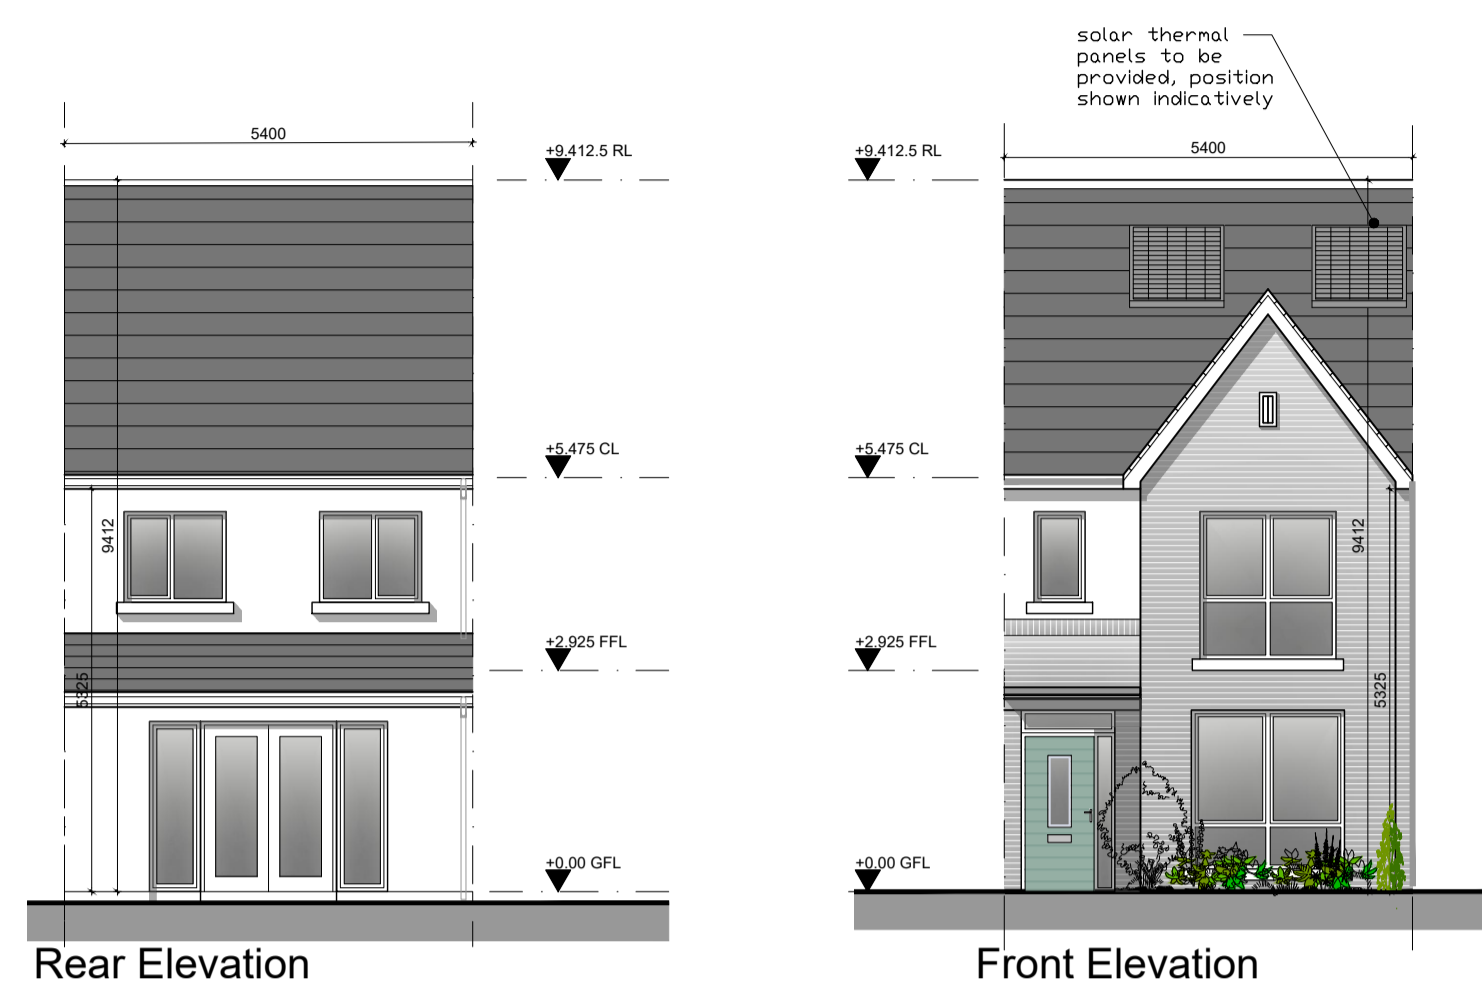 solar thermal
panels to be
provided, position
shown indicatively
5400
+9.412.5 RL
+5.475 CL
9412
+2.925 FFL
5325
+0.00 GFL
Rear Elevation
5400
+9.412.5 RL
+5.475 CL
9412
+2.925 FFL
5325
+0.00 GFL
Front Elevation